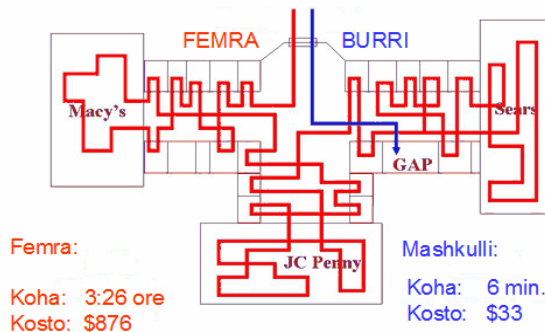 FEMRA BURRI
Macy's
Sears
GAP
JC Penny
Femra:
Koha: 3:26 ore
Kosto: $876
Mashkulli:
Koha: 6 min.
Kosto: $33